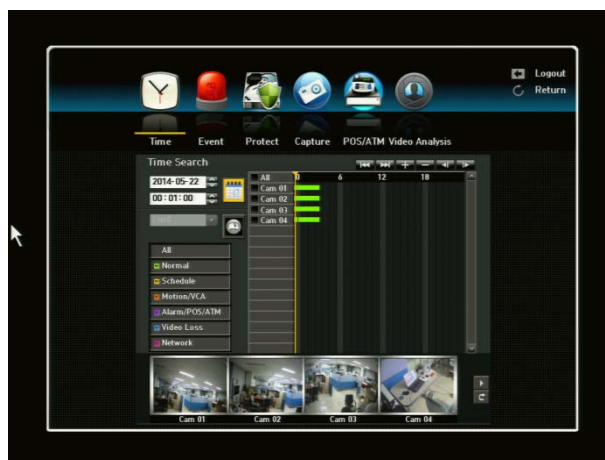 Logout
Return
Time Event Protect Capture POS/ATM Video Analysis
Time Search
2014-05-22
00:01:00
All 0 6 12 18
Cam 01
Cam 02
Cam 03
Cam 04
All
Normal
Schedule
Motion/VCA
Alarm/POS/ATM
Video Loss
Network
Cam 01 Cam 02 Cam 03 Cam 04